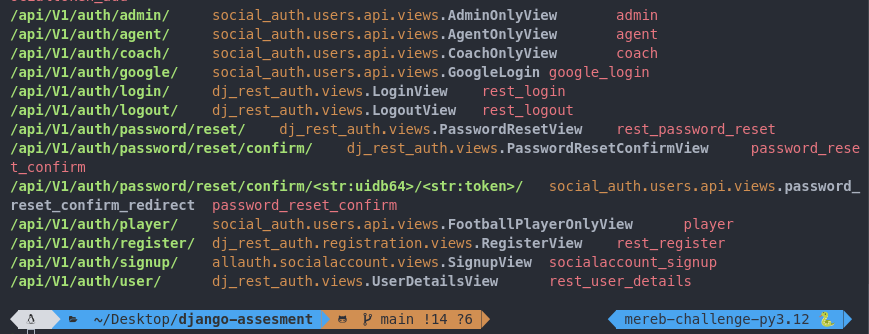 /api/V1/auth/admin/ social_auth.users.api.views.AdminOnlyView admin
/api/V1/auth/agent/ social_auth.users.api.views.AgentOnlyView agent
/api/V1/auth/coach/ social_auth.users.api.views.CoachOnlyView coach
/api/V1/auth/google/ social_auth.users.api.views.GoogleLogin google_login
/api/V1/auth/login/ dj_rest_auth.views.LoginView rest_login
/api/V1/auth/logout/ dj_rest_auth.views.LogoutView rest_logout
/api/V1/auth/password/reset/ dj_rest_auth.views.PasswordResetView rest_password_reset
/api/V1/auth/password/reset/confirm/ dj_rest_auth.views.PasswordResetConfirmView password_rese
t_confirm
/api/V1/auth/password/reset/confirm/<str:uidb64>/<str:token>/ social_auth.users.api.views.password_
reset_confirm_redirect password_reset_confirm
/api/V1/auth/player/ social_auth.users.api.views.FootballPlayerOnlyView player
/api/V1/auth/register/ dj_rest_auth.registration.views.RegisterView rest_register
/api/V1/auth/signup/ allauth.socialaccount.views.SignupView socialaccount_signup
/api/V1/auth/user/ dj_rest_auth.views.UserDetailsView rest_user_details
~/Desktop/django-assesment main !14 ?6 mereb-challenge-py3.12